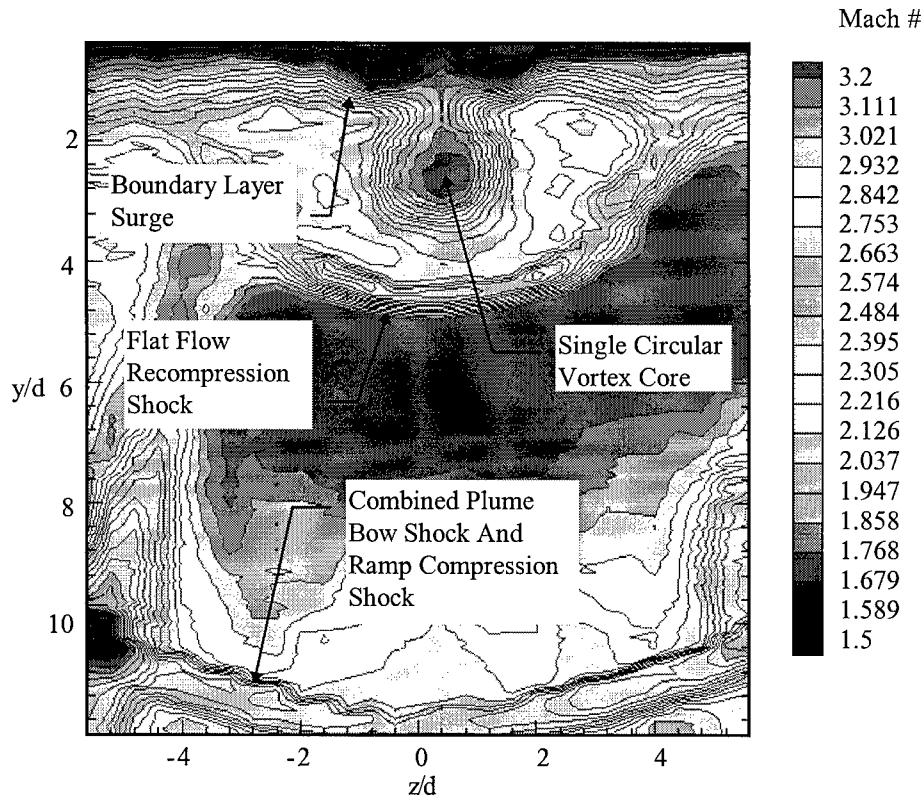 Mach #
3.2
3.111
3.021
2.932
2.842
2.753
2.663
2.574
2.484
2.395
2.305
2.216
2.126
2.037
1.947
1.858
1.768
1.679
1.589
1.5
2
4
y/d 6
8
10
Boundary Layer
Surge
Flat Flow
Recompression
Shock
Single Circular
Vortex Core
Combined Plume
Bow Shock And
Ramp Compression
Shock
-4 -2 0 2 4
z/d